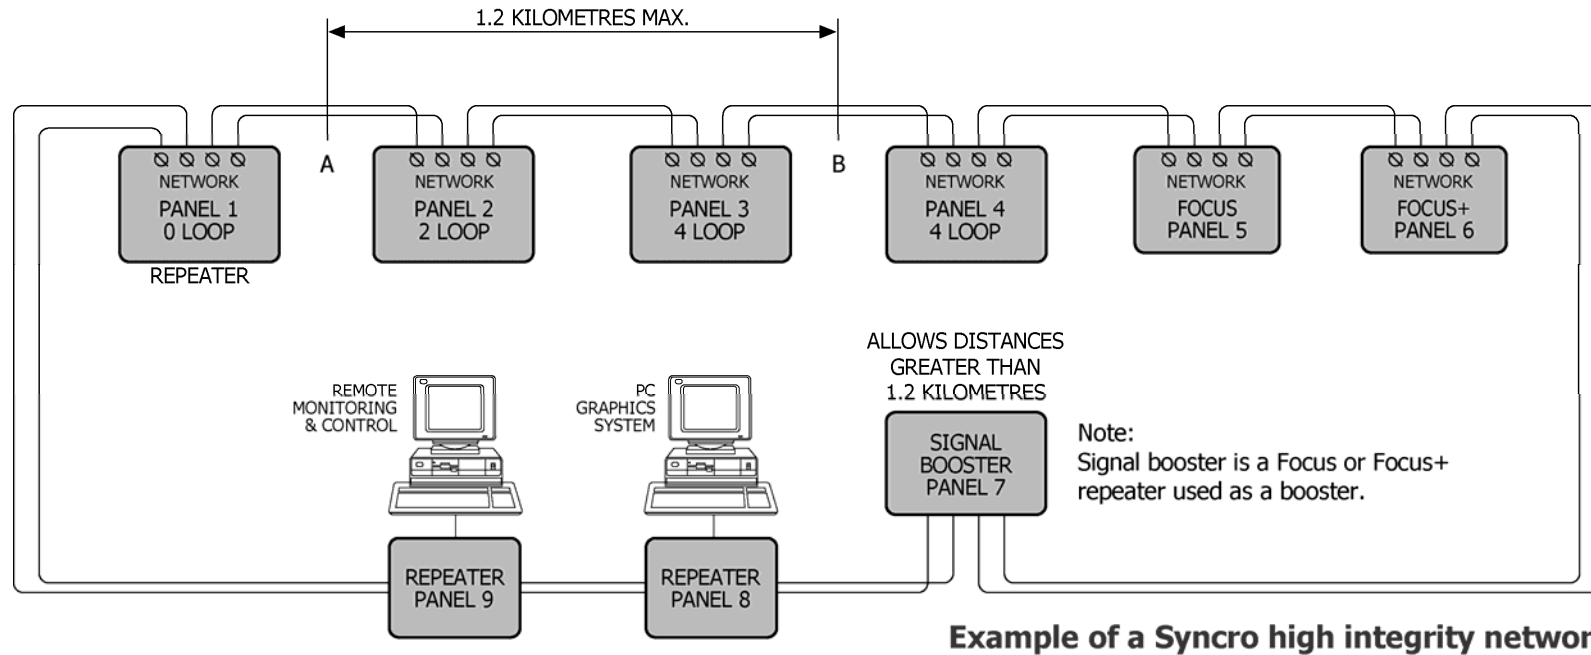 1.2 KILOMETRES MAX.
A
B
NETWORK
PANEL 1
0 LOOP
REPEATER
NETWORK
PANEL 2
2 LOOP
NETWORK
PANEL 3
4 LOOP
NETWORK
PANEL 4
4 LOOP
NETWORK
FOCUS
PANEL 5
NETWORK
FOCUS+
PANEL 6
REMOTE
MONITORING
& CONTROL
PC
GRAPHICS
SYSTEM
ALLOWS DISTANCES
GREATER THAN
1.2 KILOMETRES
SIGNAL
BOOSTER
PANEL 7
Note:
Signal booster is a Focus or Focus+
repeater used as a booster.
REPEATER
PANEL 9
REPEATER
PANEL 8
Example of a Syncro high integrity networ